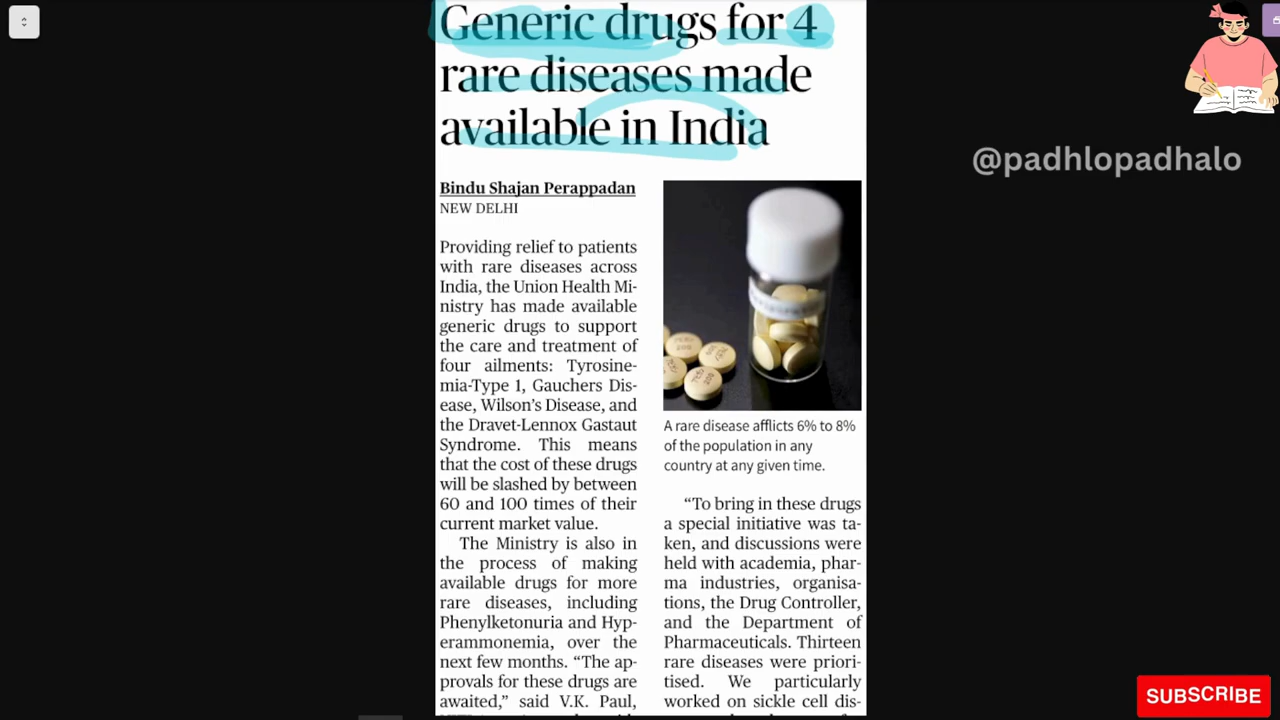 Generic drugs for 4
rare diseases made
available in India
Bindu Shajan Perappadan
NEW DELHI
Providing relief to patients
with rare diseases across
India, the Union Health Mi-
nistry has made available
generic drugs to support
the care and treatment of
four ailments: Tyrosine-
mia-Type 1, Gauchers Dis-
ease, Wilson's Disease, and
the Dravet-Lennox Gastaut
Syndrome. This means
that the cost of these drugs
will be slashed by between
60 and 100 times of their
current market value.
The Ministry is also in
the process of making
available drugs for more
rare diseases, including
Phenylketonuria and Hyp-
erammonemia, over the
next few months. “The ap-
provals for these drugs are
awaited,” said V.K. Paul,
A rare disease afflicts 6% to 8%
of the population in any
country at any given time.
“To bring in these drugs
a special initiative was ta-
ken, and discussions were
held with academia, phar-
ma industries, organisa-
tions, the Drug Controller,
and the Department of
Pharmaceuticals. Thirteen
rare diseases were priori-
tised. We particularly
worked on sickle cell dis-
@padhlopadhalo
SUBSCRIBE